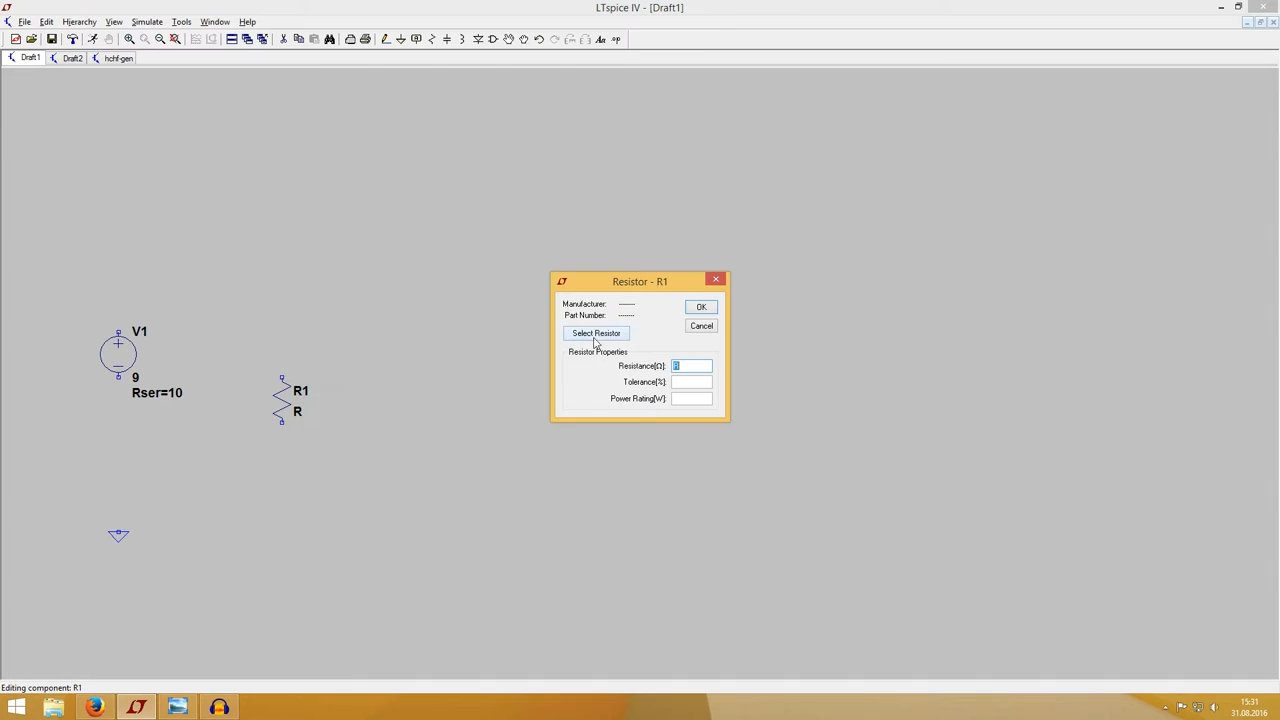 LTspice IV - [Draft1]
File Edit Hierarchy View Simulate Tools Window Help
Draft1 Draft2 hchf-gen
Resistor - R1
Manufacturer: ------
Part Number: -------
OK
Select Resistor
Cancel
Resistor Properties
Resistance[Ω]: R
Tolerance[%]:
Power Rating[W]:
V1
9
Rser=10
R1
R
Editing component: R1
15:31
31.08.2016